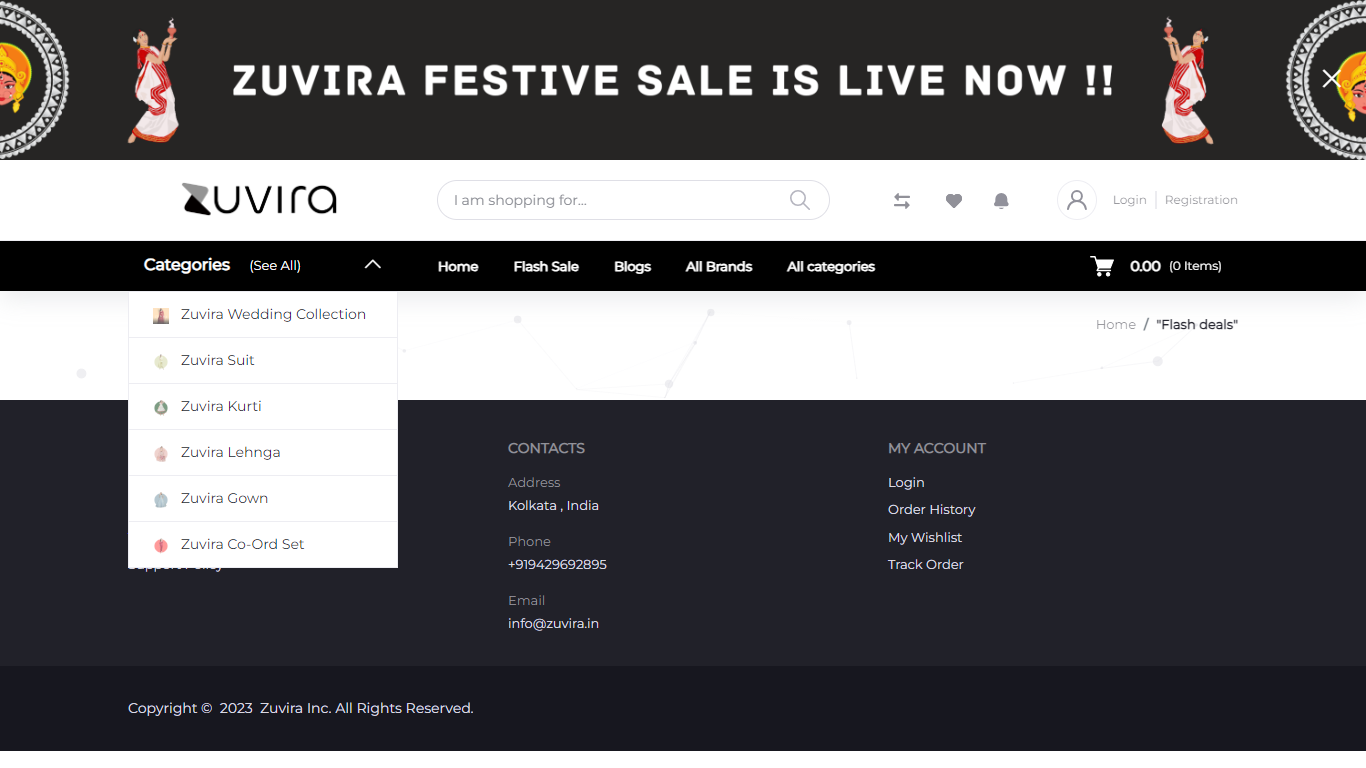 ZUVIRA FESTIVE SALE IS LIVE NOW !!
zuvira
I am shopping for...
Login
Registration
Categories (See All)
Home
Flash Sale
Blogs
All Brands
All categories
0.00 (0 Items)
Zuvira Wedding Collection
Zuvira Suit
Zuvira Kurti
Zuvira Lehnga
Zuvira Gown
Zuvira Co-Ord Set
Home / "Flash deals"
Support Policy
CONTACTS
Address
Kolkata , India
Phone
+919429692895
Email
info@zuvira.in
MY ACCOUNT
Login
Order History
My Wishlist
Track Order
Copyright © 2023 Zuvira Inc. All Rights Reserved.